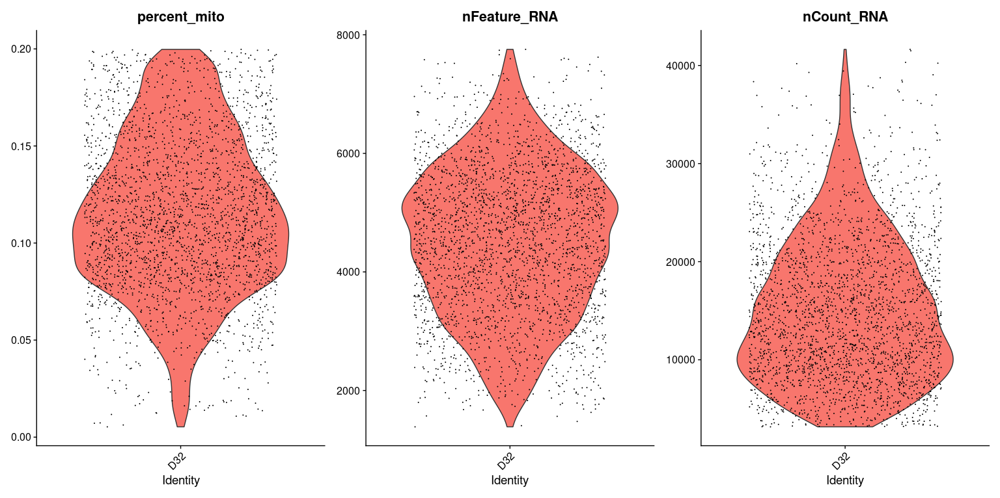 percent_mito
0.20
0.15
0.10
0.05
0.00
D32
Identity
nFeature_RNA
8000
6000
4000
2000
D32
Identity
nCount_RNA
40000
30000
20000
10000
D32
Identity